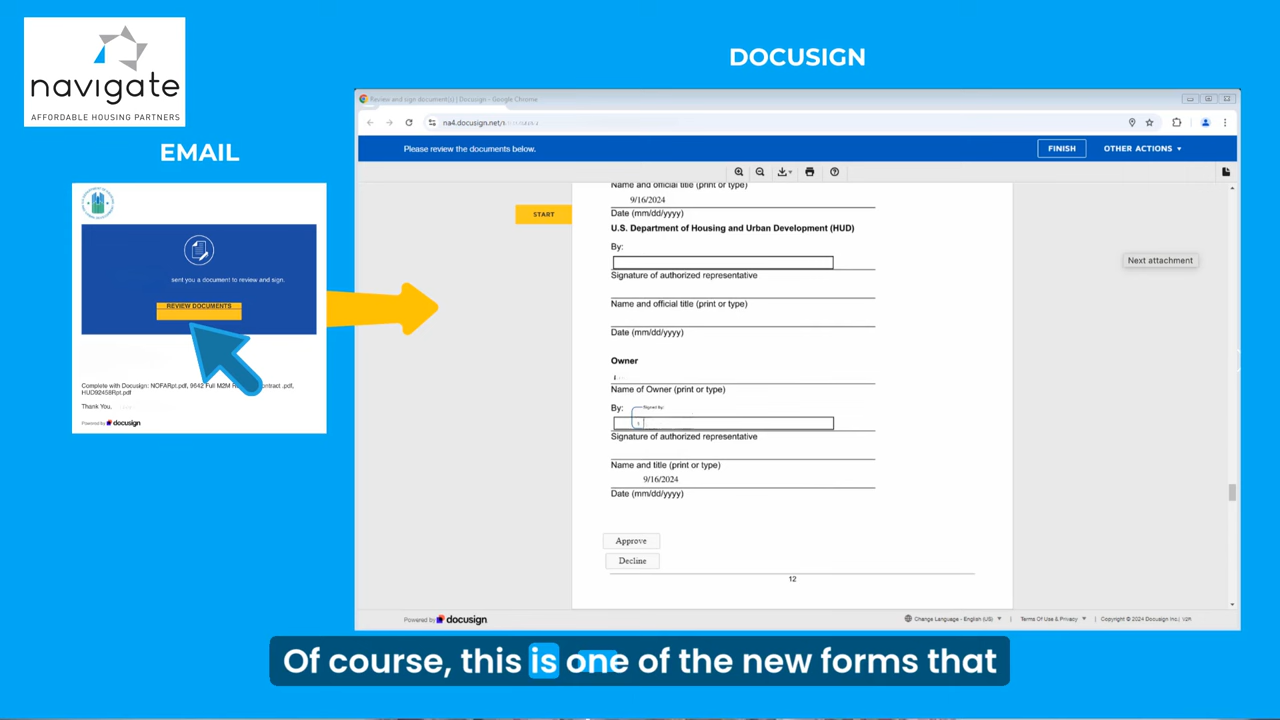 navigate
AFFORDABLE HOUSING PARTNERS
EMAIL
sent you a document to review and sign.
REVIEW DOCUMENTS
Complete with Docusign: NOFARpt.pdf, 9642 Full M2M R ontract .pdf,
HUD92458Rpt.pdf
Thank You,
Powered by docusign
DOCUSIGN
Review and sign document(s) | Docusign - Google Chrome
na4.docusign.net/
Please review the documents below.
FINISH
OTHER ACTIONS
START
Name and official title (print or type)
9/16/2024
Date (mm/dd/yyyy)
U.S. Department of Housing and Urban Development (HUD)
By:
Signature of authorized representative
Name and official title (print or type)
Date (mm/dd/yyyy)
Next attachment
Owner
Name of Owner (print or type)
By:
Signed by:
Signature of authorized representative
Name and title (print or type)
9/16/2024
Date (mm/dd/yyyy)
Approve
Decline
12
Powered by docusign
Change Language - English (US)
Terms Of Use & Privacy
Copyright © 2024 Docusign Inc. V2R
Of course, this is one of the new forms that